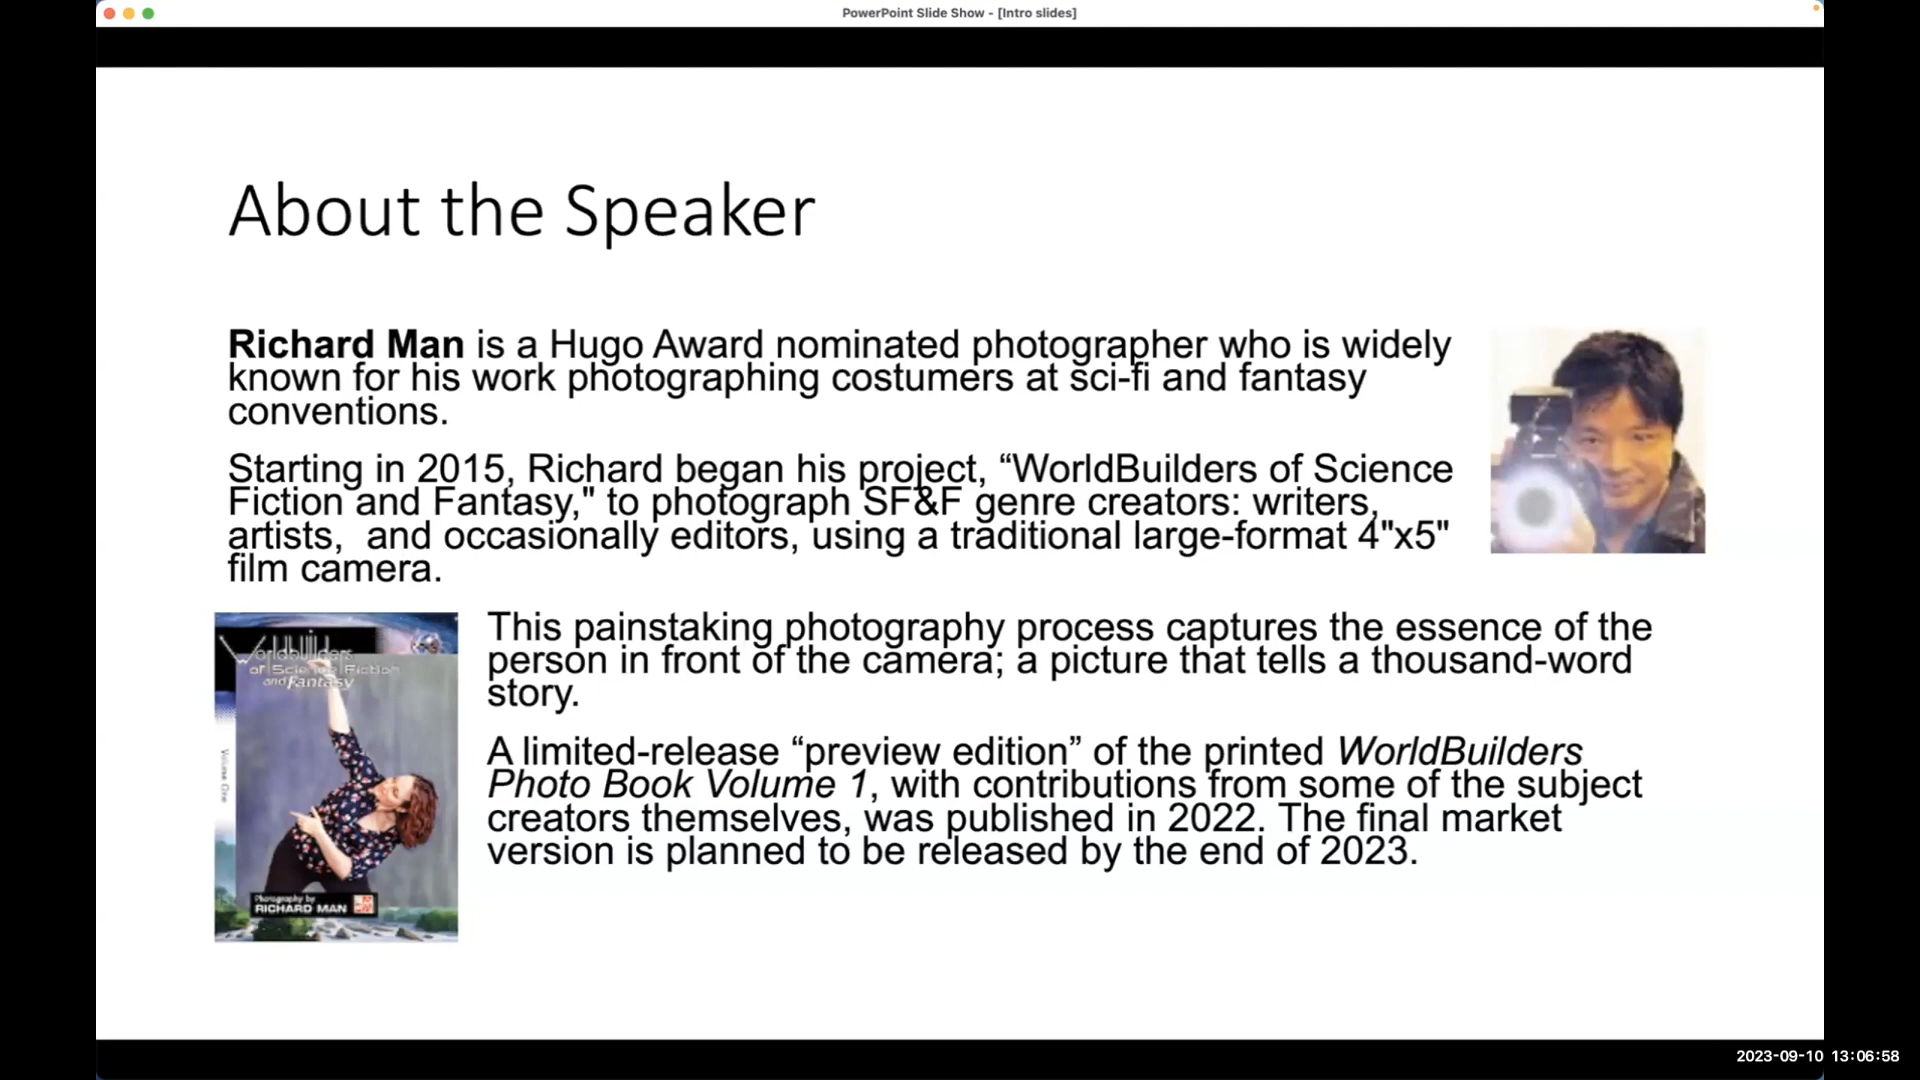 PowerPoint Slide Show - [Intro slides]
About the Speaker
Richard Man is a Hugo Award nominated photographer who is widely
known for his work photographing costumers at sci-fi and fantasy
conventions.
Starting in 2015, Richard began his project, “WorldBuilders of Science
Fiction and Fantasy," to photograph SF&F genre creators: writers,
artists,  and occasionally editors, using a traditional large-format 4"x5"
film camera.
Worldbuilders
of Science Fiction
and Fantasy
Volume One
Photography by
RICHARD MAN
This painstaking photography process captures the essence of the
person in front of the camera; a picture that tells a thousand-word
story.
A limited-release “preview edition” of the printed WorldBuilders
Photo Book Volume 1, with contributions from some of the subject
creators themselves, was published in 2022. The final market
version is planned to be released by the end of 2023.
2023-09-10 13:06:58